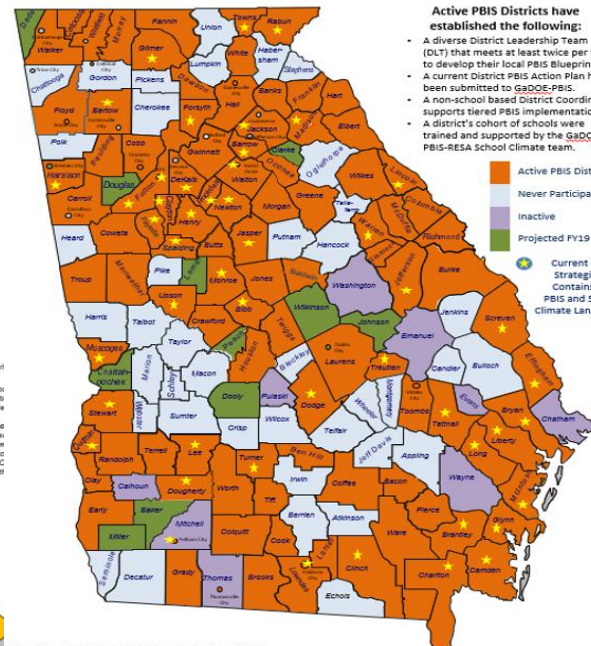 Active PBIS Districts have
established the following:
• A diverse District Leadership Team
(DLT) that meets at least twice per
to develop their local PBIS Blueprin
• A current District PBIS Action Plan h
been submitted to GaDOE-PBIS.
• A non-school based District Coordin
supports tiered PBIS implementatio
• A district's cohort of schools were
trained and supported by the GaDO
PBIS-RESA School Climate team.
Active PBIS Dist
Never Participa
Inactive
Projected FY19
Current
Strategi
Contains
PBIS and S
Climate Lang
Dade
Walker
Catoosa
Whitfield
Murray
Fannin
Union
Towns
Rabun
Gilmer
White
Habersham
Lumpkin
Stephens
Chattooga
Gordon
Pickens
Dawson
Hall
Banks
Franklin
Hart
Floyd
Bartow
Cherokee
Forsyth
Jackson
Madison
Elbert
Polk
Paulding
Cobb
Gwinnett
Barrow
Clarke
Oglethorpe
Wilkes
Lincoln
Haralson
Douglas
Fulton
DeKalb
Walton
Oconee
Morgan
Greene
Taliaferro
McDuffie
Columbia
Carroll
Clayton
Henry
Newton
Warren
Richmond
Heard
Coweta
Fayette
Spalding
Butts
Jasper
Putnam
Hancock
Jefferson
Burke
Troup
Meriwether
Pike
Lamar
Monroe
Jones
Baldwin
Washington
Jenkins
Screven
Harris
Talbot
Upson
Crawford
Bibb
Twiggs
Wilkinson
Johnson
Emanuel
Muscogee
Taylor
Peach
Houston
Bleckley
Laurens
Treutlen
Candler
Bulloch
Effingham
Chattahoochee
Marion
Schley
Macon
Dooly
Pulaski
Dodge
Wheeler
Montgomery
Toombs
Tattnall
Evans
Bryan
Chatham
Stewart
Webster
Sumter
Crisp
Wilcox
Telfair
Jeff Davis
Appling
Long
Liberty
Quitman
Randolph
Terrell
Lee
Turner
Ben Hill
Wayne
McIntosh
Clay
Calhoun
Dougherty
Worth
Tift
Irwin
Coffee
Bacon
Pierce
Glynn
Early
Baker
Mitchell
Colquitt
Cook
Berrien
Atkinson
Ware
Brantley
Miller
Lanier
Clinch
Charlton
Camden
Seminole
Decatur
Grady
Thomas
Brooks
Lowndes
Echols